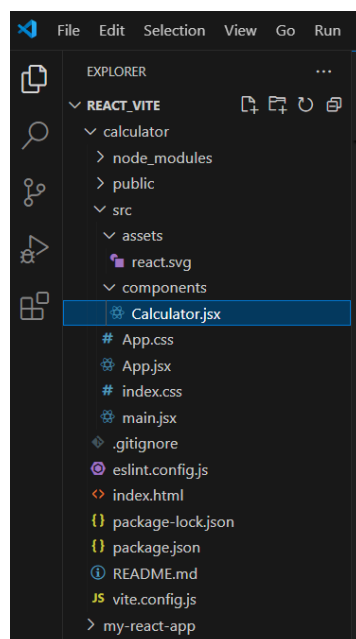 File Edit Selection View Go Run
EXPLORER ...
REACT_VITE
calculator
node_modules
public
src
assets
react.svg
components
Calculator.jsx
# App.css
App.jsx
# index.css
main.jsx
.gitignore
eslint.config.js
<> index.html
{} package-lock.json
{} package.json
README.md
JS vite.config.js
my-react-app